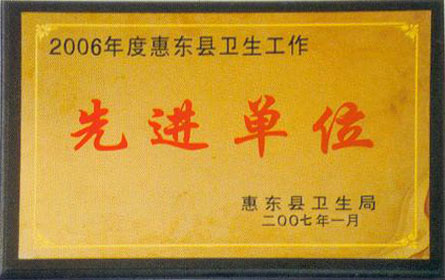 2006年度惠东县卫生工作
先进单位
惠东县卫生局
二〇〇七年一月